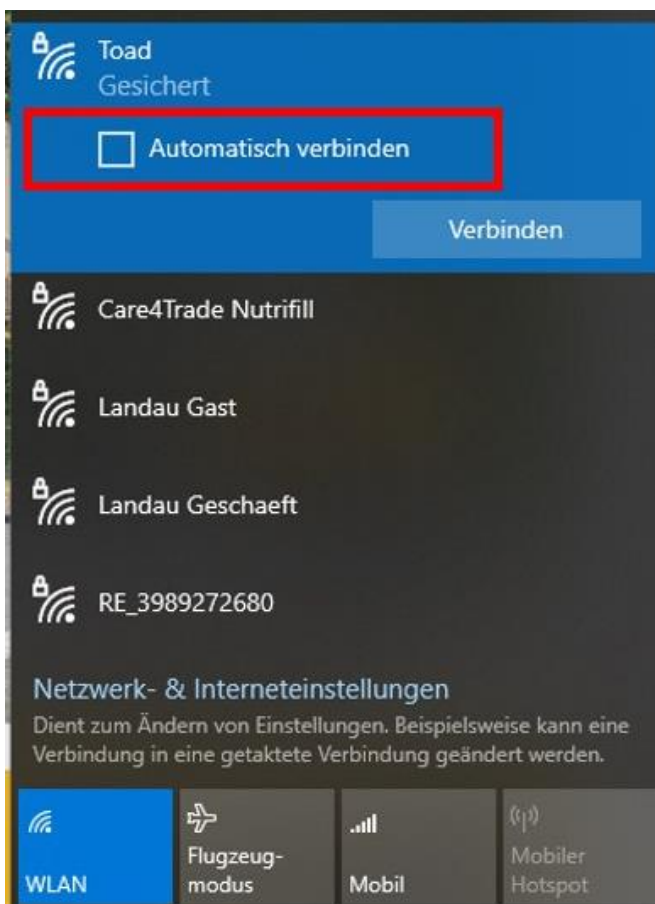 Toad
Gesichert
Automatisch verbinden
Verbinden
Care4Trade Nutrifill
Landau Gast
Landau Geschaeft
RE_3989272680
Netzwerk- & Interneteinstellungen
Dient zum Ändern von Einstellungen. Beispielsweise kann eine
Verbindung in eine getaktete Verbindung geändert werden.
WLAN
Flugzeug-
modus
Mobil
Mobiler
Hotspot